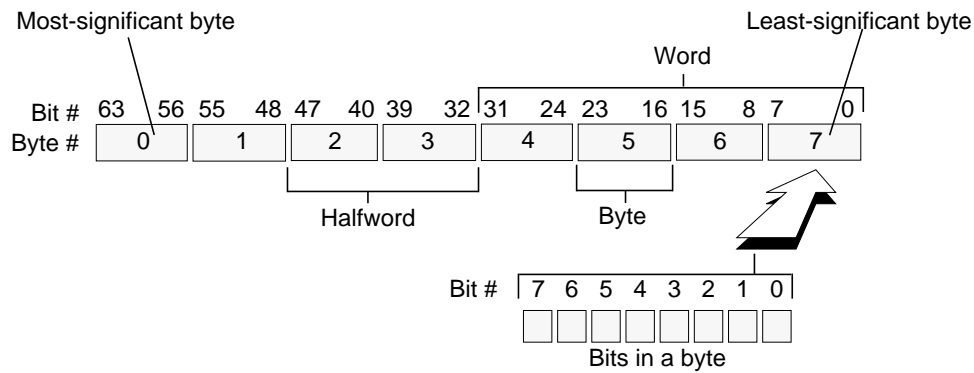 Most-significant byte Least-significant byte
Word
Bit # 63 56 55 48 47 40 39 32 31 24 23 16 15 8 7 0
Byte # 0 1 2 3 4 5 6 7
Halfword Byte
Bit # 7 6 5 4 3 2 1 0
Bits in a byte